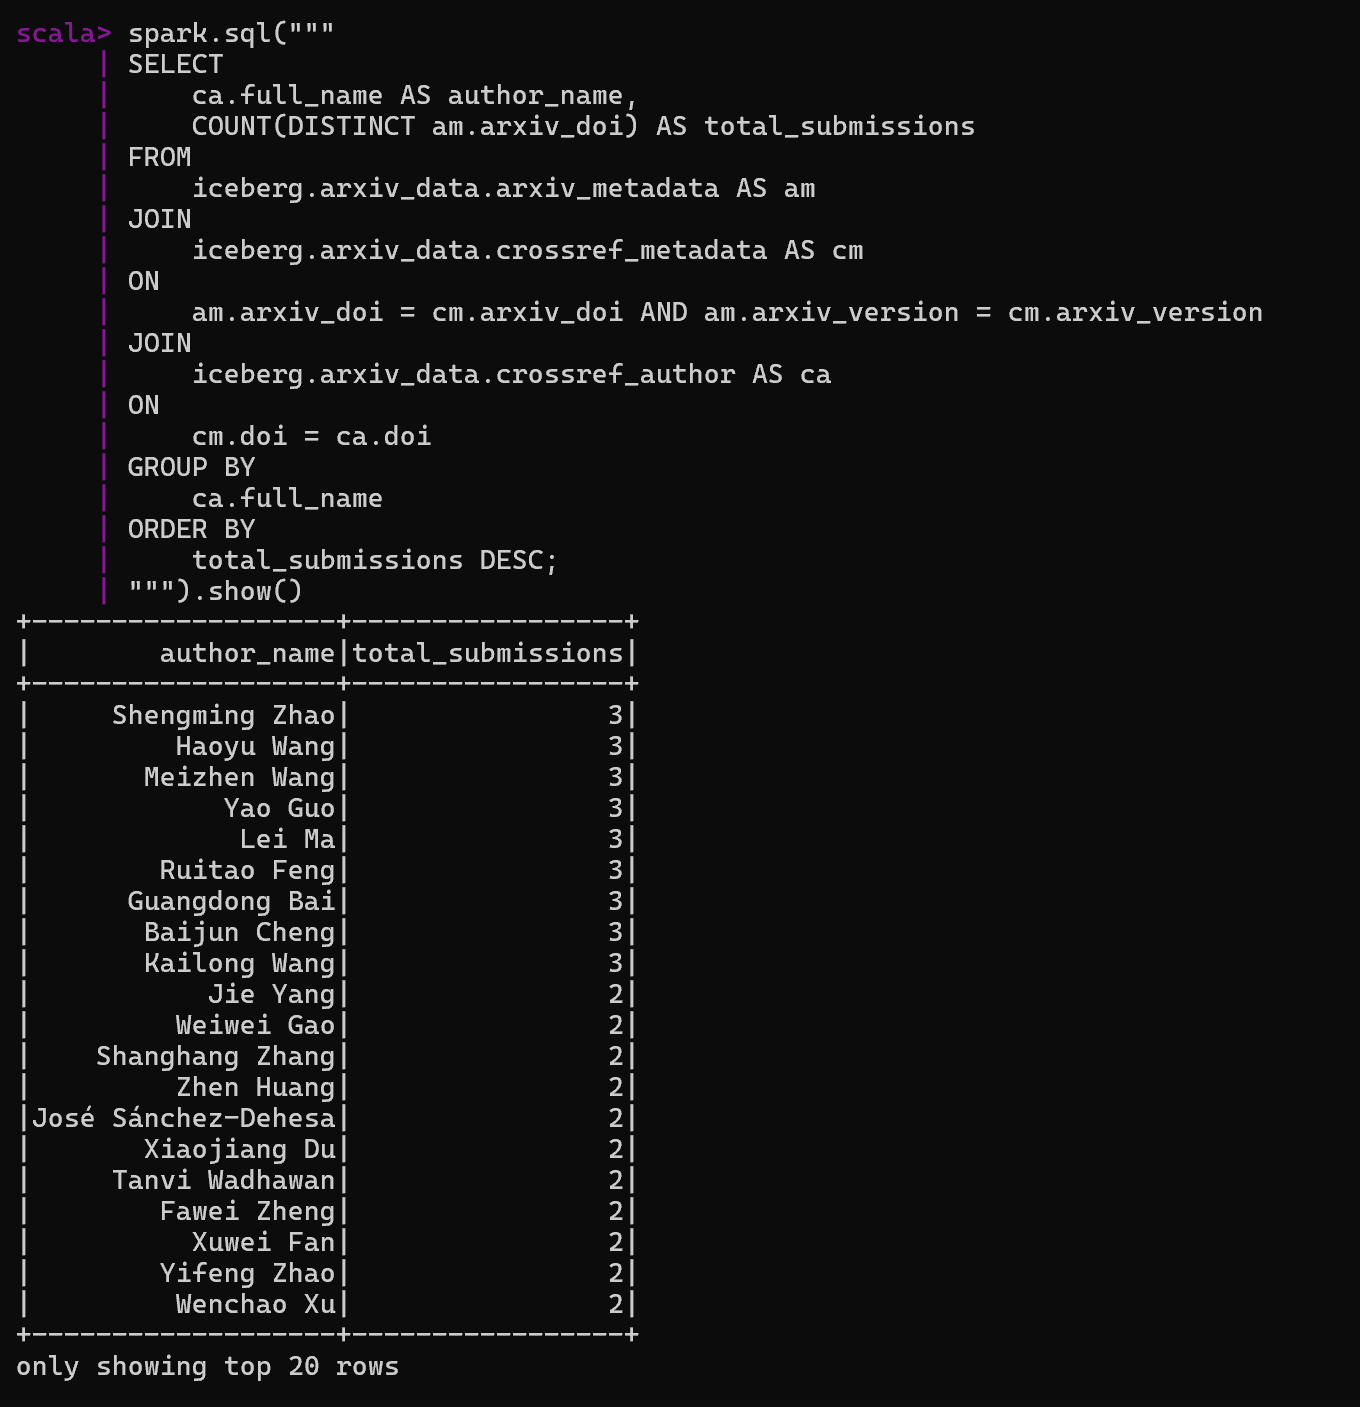 scala> spark.sql("""
     | SELECT
     |     ca.full_name AS author_name,
     |     COUNT(DISTINCT am.arxiv_doi) AS total_submissions
     | FROM
     |     iceberg.arxiv_data.arxiv_metadata AS am
     | JOIN
     |     iceberg.arxiv_data.crossref_metadata AS cm
     | ON
     |     am.arxiv_doi = cm.arxiv_doi AND am.arxiv_version = cm.arxiv_version
     | JOIN
     |     iceberg.arxiv_data.crossref_author AS ca
     | ON
     |     cm.doi = ca.doi
     | GROUP BY
     |     ca.full_name
     | ORDER BY
     |     total_submissions DESC;
     | """).show()
+-------------------+-----------------+
|        author_name|total_submissions|
+-------------------+-----------------+
|     Shengming Zhao|                3|
|         Haoyu Wang|                3|
|       Meizhen Wang|                3|
|            Yao Guo|                3|
|             Lei Ma|                3|
|        Ruitao Feng|                3|
|      Guangdong Bai|                3|
|       Baijun Cheng|                3|
|       Kailong Wang|                3|
|           Jie Yang|                2|
|         Weiwei Gao|                2|
|    Shanghang Zhang|                2|
|         Zhen Huang|                2|
|José Sánchez-Dehesa|                2|
|       Xiaojiang Du|                2|
|     Tanvi Wadhawan|                2|
|        Fawei Zheng|                2|
|          Xuwei Fan|                2|
|        Yifeng Zhao|                2|
|         Wenchao Xu|                2|
+-------------------+-----------------+
only showing top 20 rows